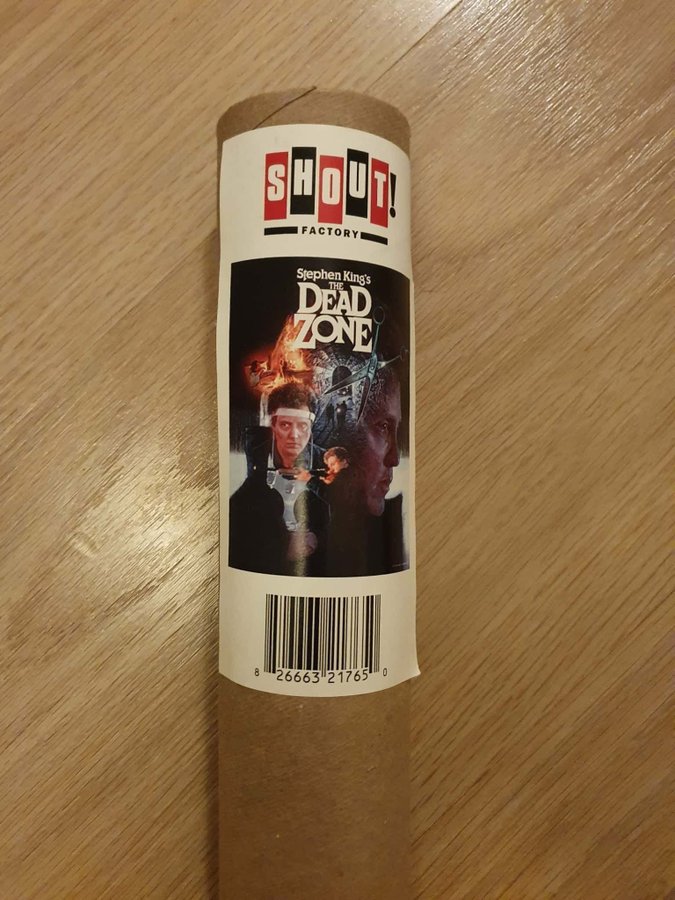 SHOUT!
FACTORY
Stephen King's
THE
DEAD
ZONE
8 26663 21765 0